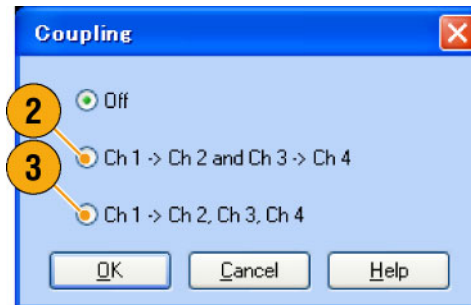 Coupling
Off
2
Ch 1 -> Ch 2 and Ch 3 -> Ch 4
3
Ch 1 -> Ch 2, Ch 3, Ch 4
OK Cancel Help